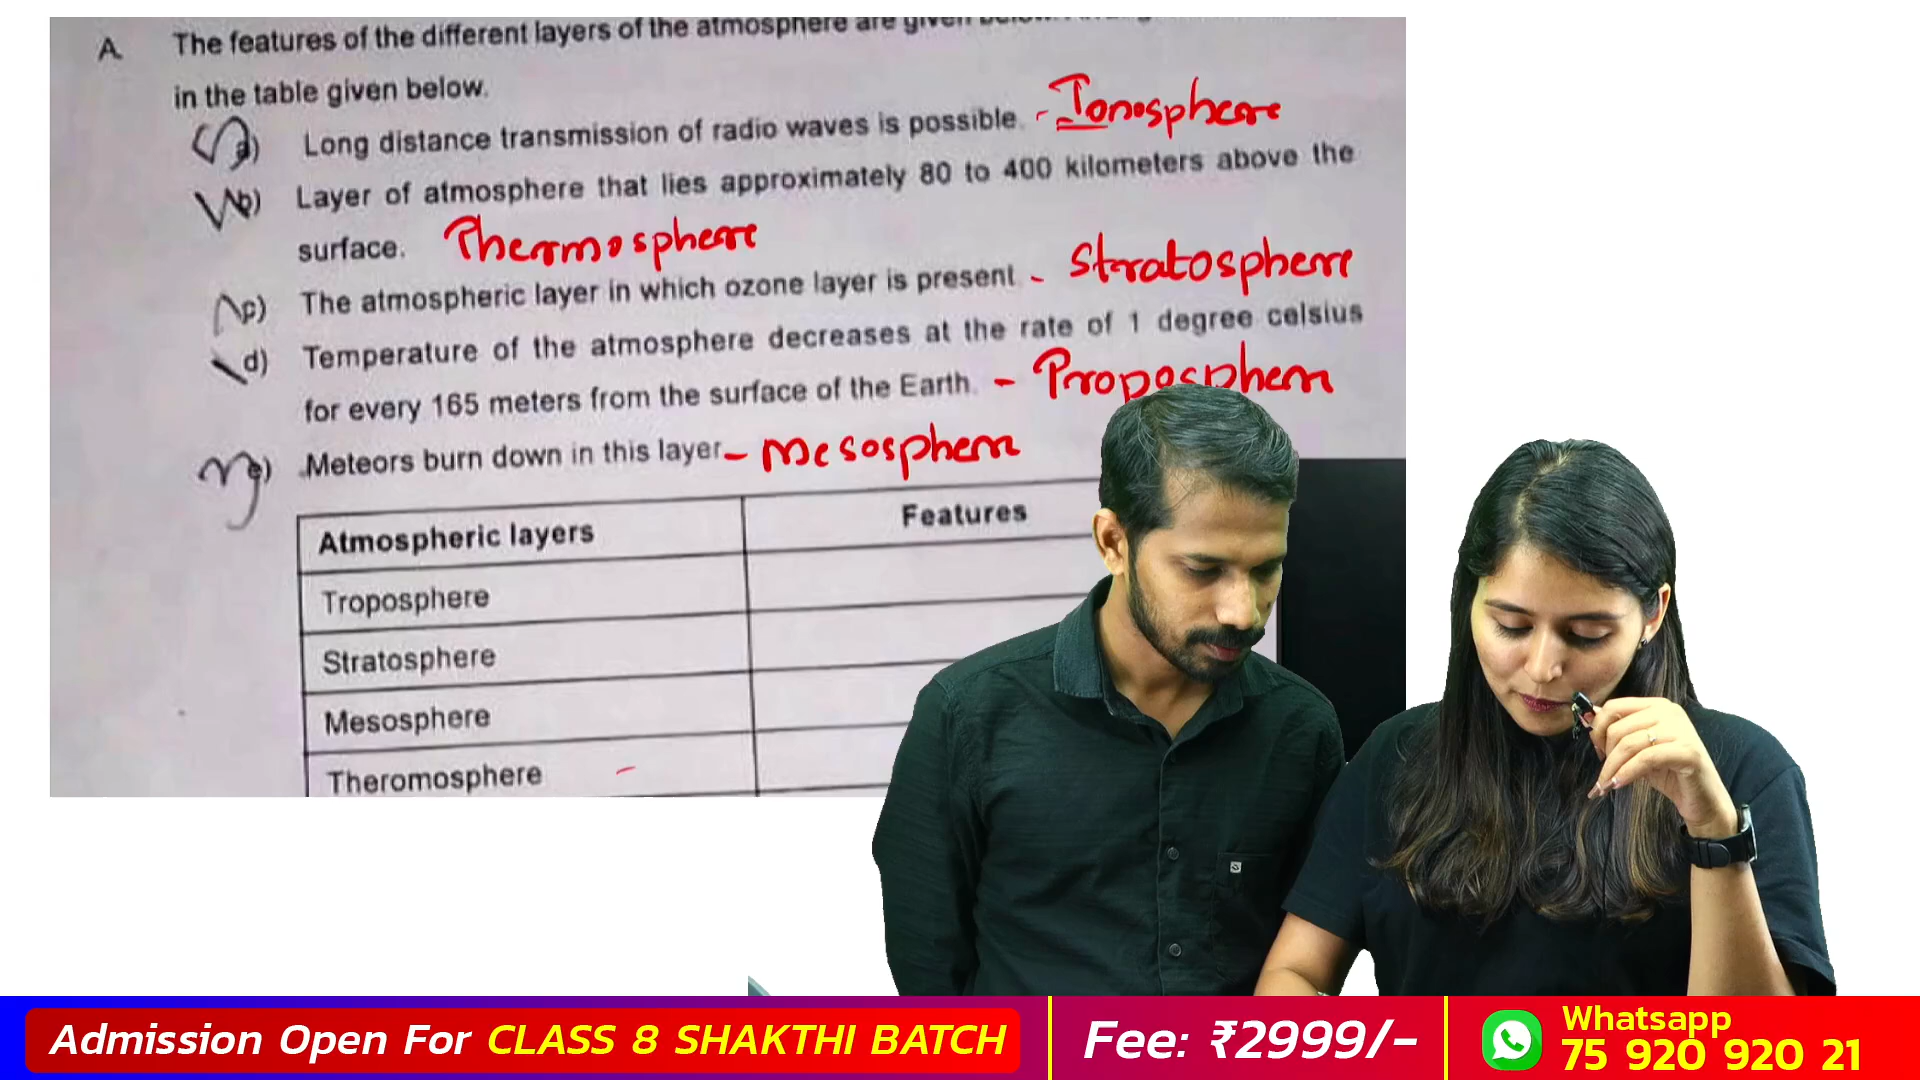 A. The features of the different layers of the atmosphere are given
in the table given below.
a) Long distance transmission of radio waves is possible. - Ionosphere
b) Layer of atmosphere that lies approximately 80 to 400 kilometers above the
surface. Thermosphere
c) The atmospheric layer in which ozone layer is present - Stratosphere
d) Temperature of the atmosphere decreases at the rate of 1 degree celsius
for every 165 meters from the surface of the Earth. -
e) Meteors burn down in this layer -
Atmospheric layers Features
Troposphere
Stratosphere
Mesosphere
Theromosphere
Admission Open For CLASS 8 SHAKTHI BATCH
Fee: ₹2999/-
Whatsapp
75 920 920 21